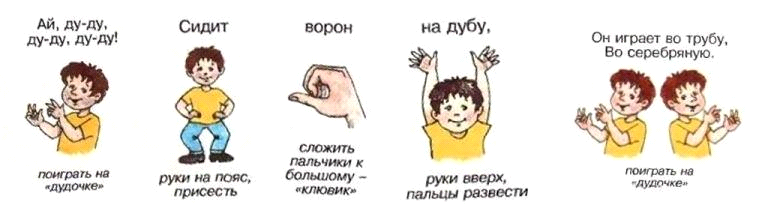 Ай, ду-ду,
ду-ду, ду-ду!
поиграть на
«дудочке»
Сидит
руки на пояс,
присесть
ворон
сложить
пальчики к
большому –
«клювик»
на дубу,
руки вверх,
пальцы развести
Он играет во трубу,
Во серебряную.
поиграть на
«дудочке»